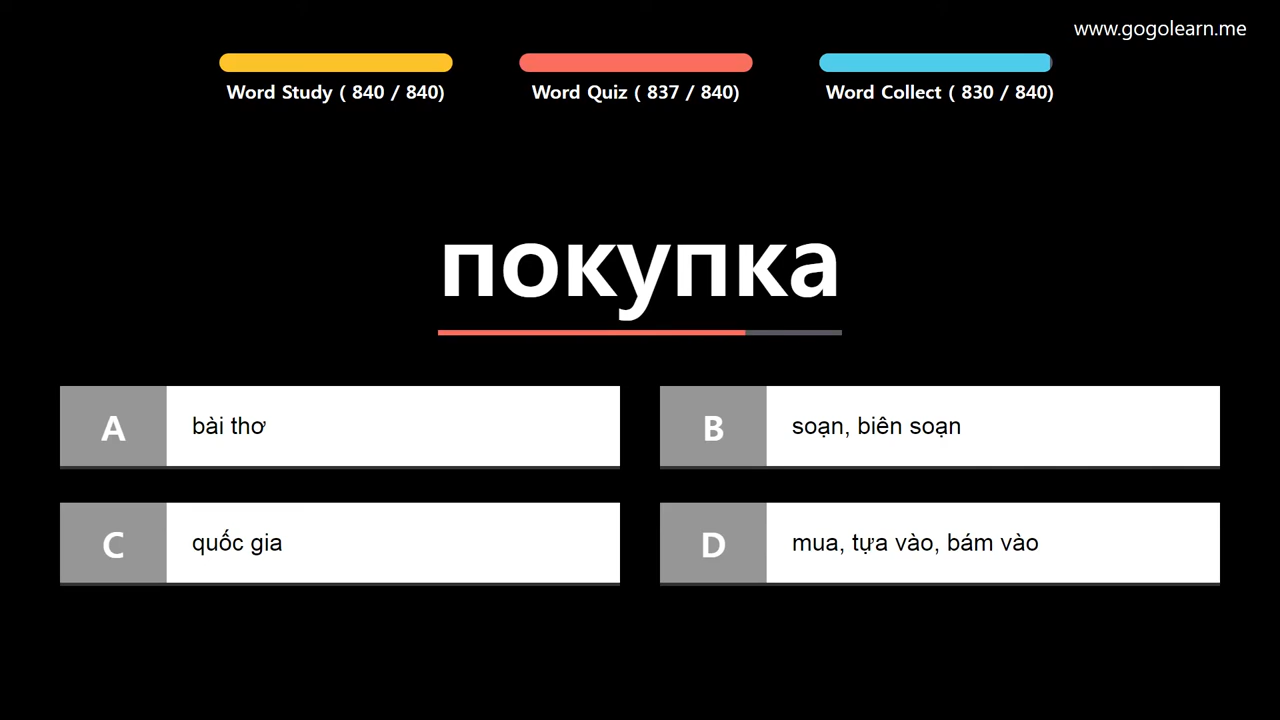 www.gogolearn.me
Word Study ( 840 / 840)
Word Quiz ( 837 / 840)
Word Collect ( 830 / 840)
покупка
A
bài thơ
B
soạn, biên soạn
C
quốc gia
D
mua, tựa vào, bám vào